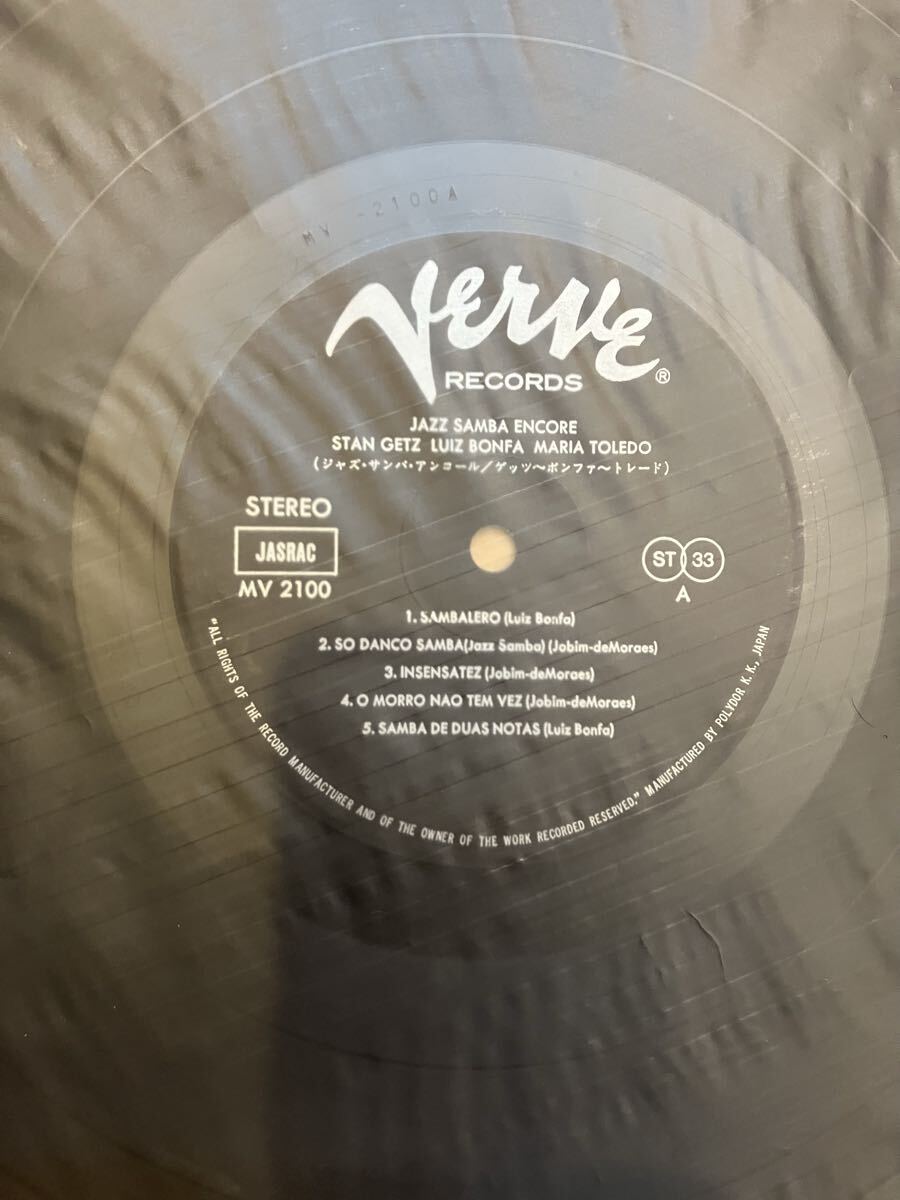 MV -2100A
VERVE
RECORDS ®
JAZZ SAMBA ENCORE
STAN GETZ LUIZ BONFA MARIA TOLEDO
(ジャズ・サンバ・アンコール/ゲッツ〜ボンファ〜トレード)
STEREO
JASRAC
MV 2100
ST 33
A
1. SAMBALERO (Luiz Bonfa)
2. SO DANCO SAMBA(Jazz Samba) (Jobim-deMoraes)
3. INSENSATEZ (Jobim-deMoraes)
4. O MORRO NAO TEM VEZ (Jobim-deMoraes)
5. SAMBA DE DUAS NOTAS (Luiz Bonfa)
"ALL RIGHTS OF THE RECORD MANUFACTURER AND OF THE OWNER OF THE WORK RECORDED RESERVED." MANUFACTURED BY POLYDOR K. K., JAPAN